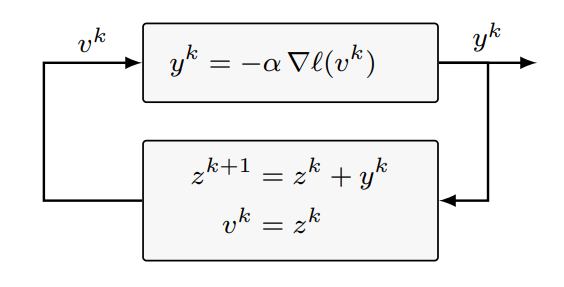 v^k
y^k
y^k = −α ∇ℓ(v^k)
z^{k+1} = z^k + y^k
v^k = z^k